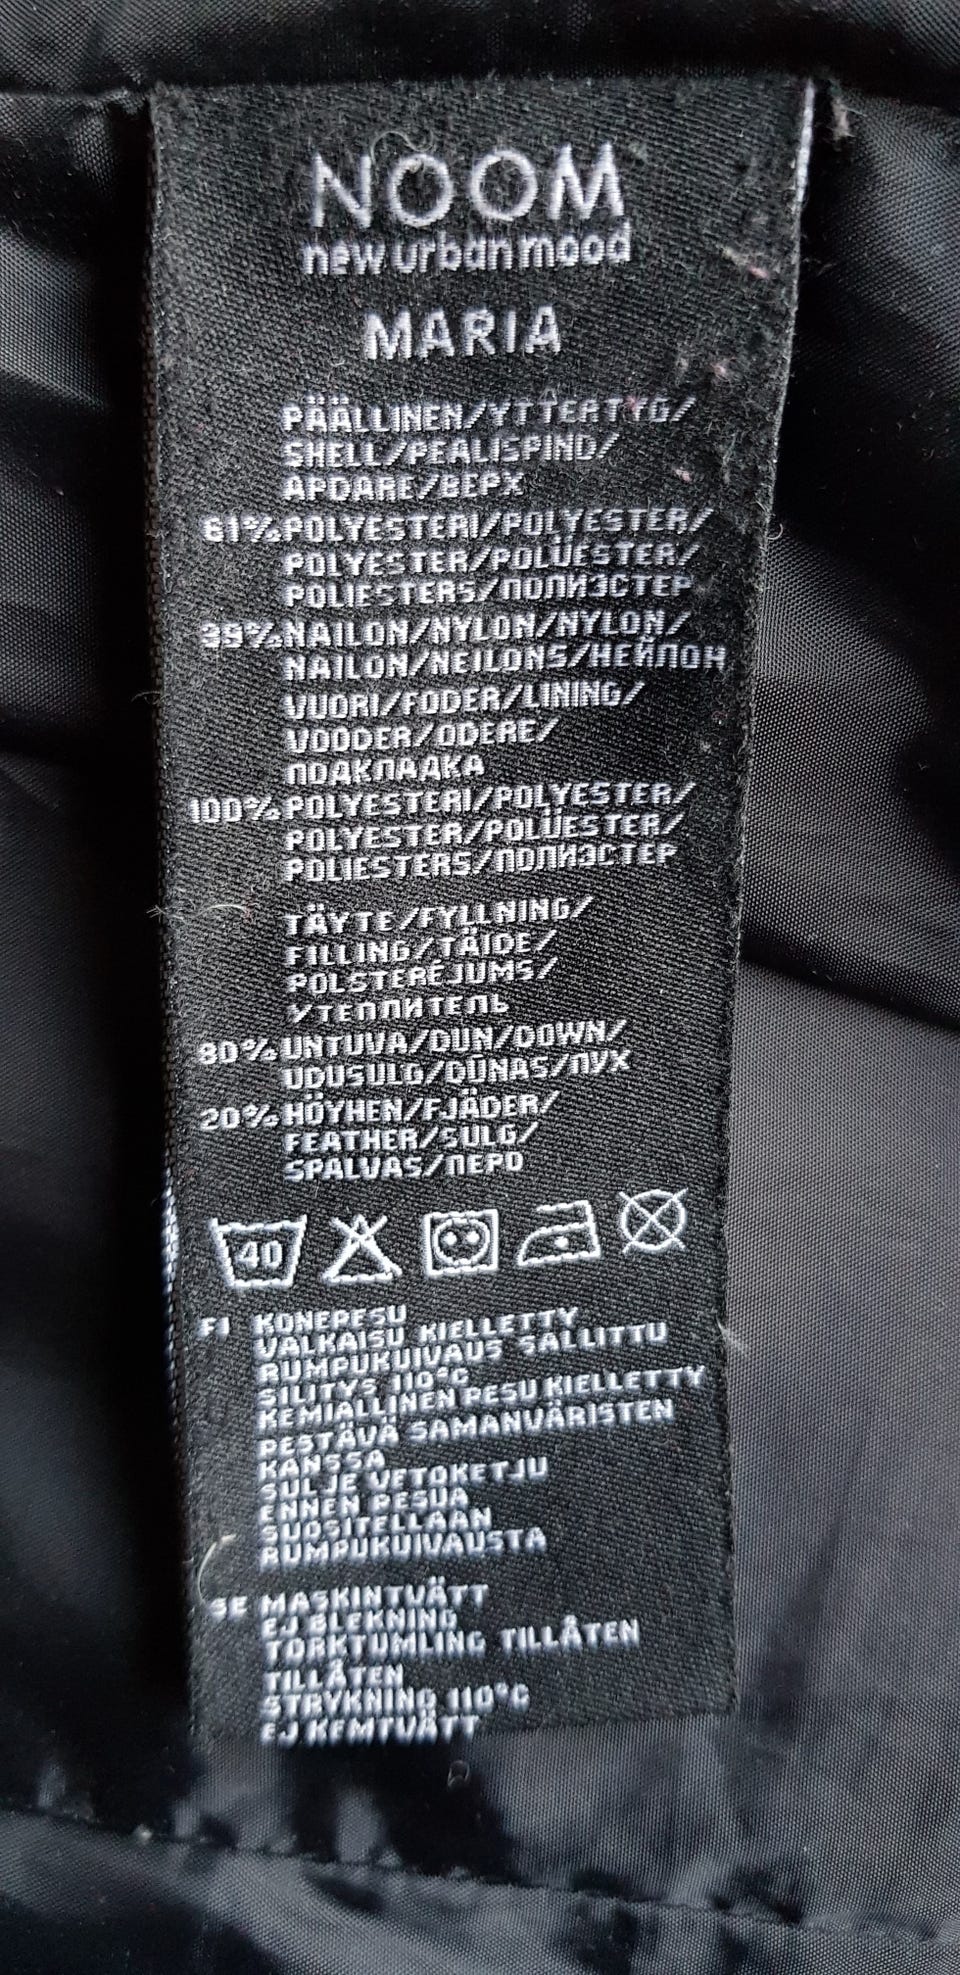 NOOM
new urban mood
MARIA
PÄÄLLINEN/YTTERTYG/
SHELL/PEALISPIND/
APDARE/ВЕРХ
61% POLYESTERI/POLYESTER/
POLYESTER/POLÜESTER/
POLIESTERS/ПОЛИЭСТЕР
39% NAILON/NYLON/NYLON/
NAILON/NEILONS/НЕЙЛОН
VUORI/FODER/LINING/
VOODER/ODERE/
ПОДКЛАДКА
100% POLYESTERI/POLYESTER/
POLYESTER/POLÜESTER/
POLIESTERS/ПОЛИЭСТЕР
TÄYTE/FYLLNING/
FILLING/TÄIDE/
POLSTERĒJUMS/
УТЕПЛИТЕЛЬ
80% UNTUVA/DUN/DOWN/
UDUSULG/DŪNAS/ПУХ
20% HÖYHEN/FJÄDER/
FEATHER/SULG/
SPALVAS/ПЕРО
40
FI KONEPESU
VALKAISU KIELLETTY
RUMPUKUIVAUS SALLITTU
SILITYS 110°C
KEMIALLINEN PESU KIELLETTY
PESTÄVÄ SAMANVÄRISTEN
KANSSA
SULJE VETOKETJU
ENNEN PESUA
SUOSITELLAAN
RUMPUKUIVAUSTA
SE MASKINTVÄTT
EJ BLEKNING
TORKTUMLING TILLÅTEN
TILLÅTEN
STRYKNING 110°C
EJ KEMTVÄTT